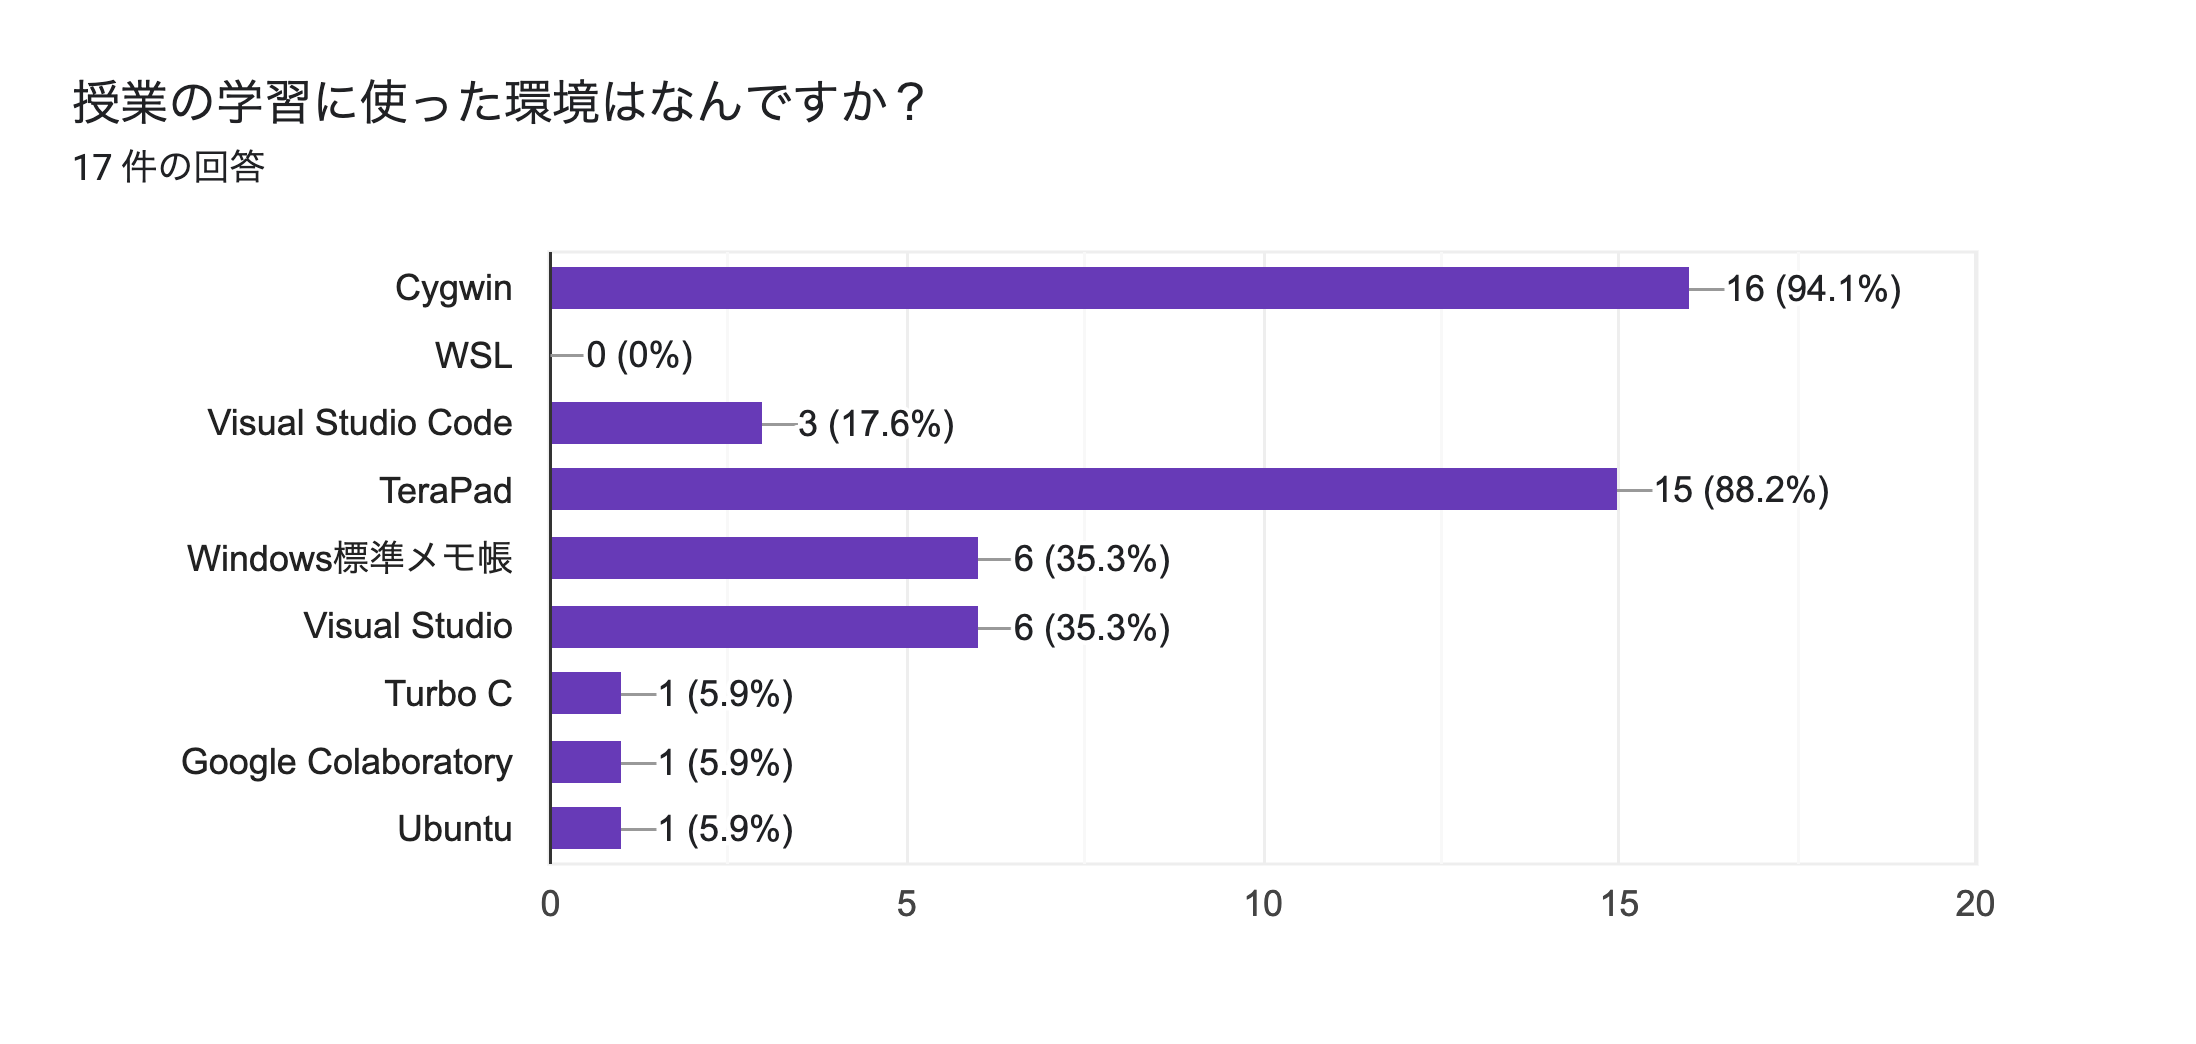 授業の学習に使った環境はなんですか？
17 件の回答
Cygwin 16 (94.1%)
WSL 0 (0%)
Visual Studio Code 3 (17.6%)
TeraPad 15 (88.2%)
Windows標準メモ帳 6 (35.3%)
Visual Studio 6 (35.3%)
Turbo C 1 (5.9%)
Google Colaboratory 1 (5.9%)
Ubuntu 1 (5.9%)
0 5 10 15 20